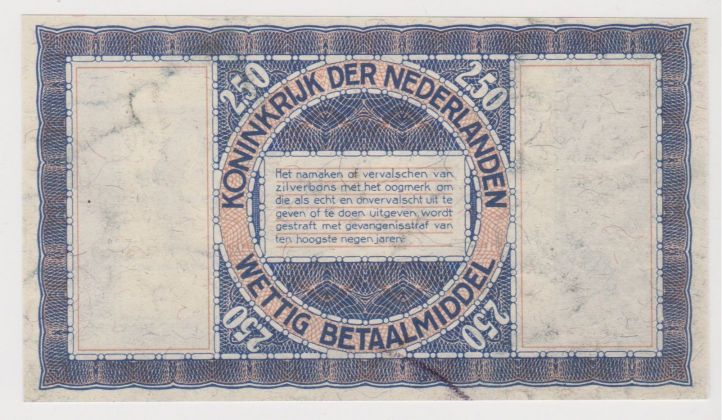 250
250
KONINKRIJK DER NEDERLANDEN
Het namaken of vervalschen van
zilverbons met het oogmerk om
die als echt en onvervalscht uit te
geven of te doen uitgeven, wordt
gestraft met gevangenisstraf van
ten hoogste negen jaren.
WETTIG BETAALMIDDEL
250
250